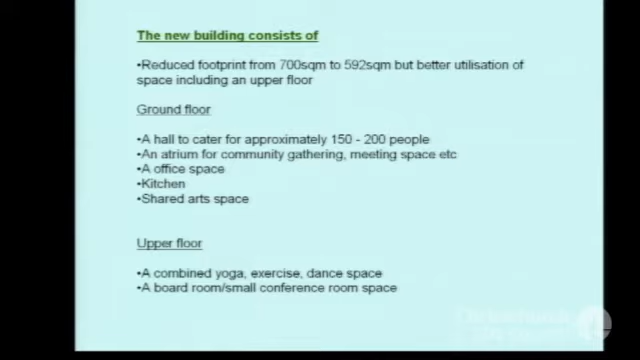 The new building consists of
•Reduced footprint from 700sqm to 592sqm but better utilisation of
space including an upper floor
Ground floor
•A hall to cater for approximately 150 - 200 people
•An atrium for community gathering, meeting space etc
•A office space
•Kitchen
•Shared arts space
Upper floor
•A combined yoga, exercise, dance space
•A board room/small conference room space